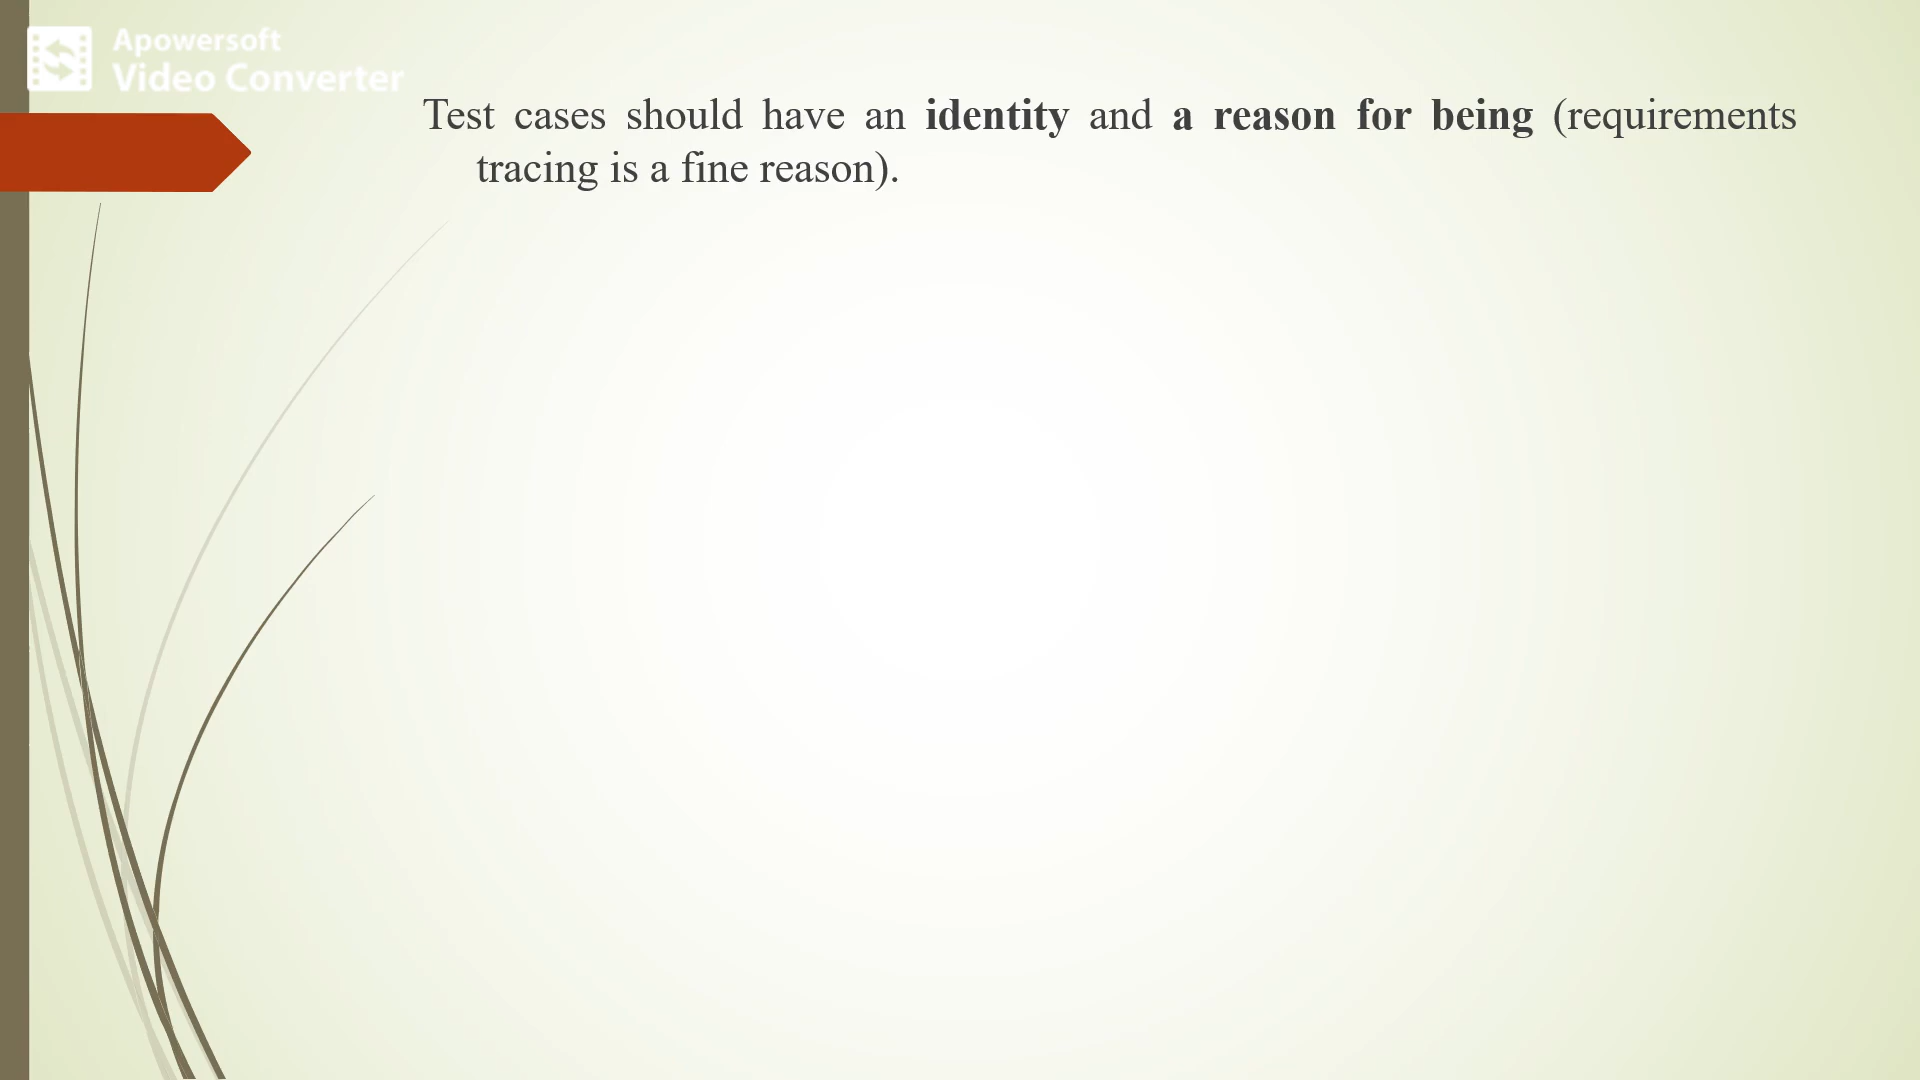 Apowersoft
Video Converter
Test cases should have an identity and a reason for being (requirements
tracing is a fine reason).